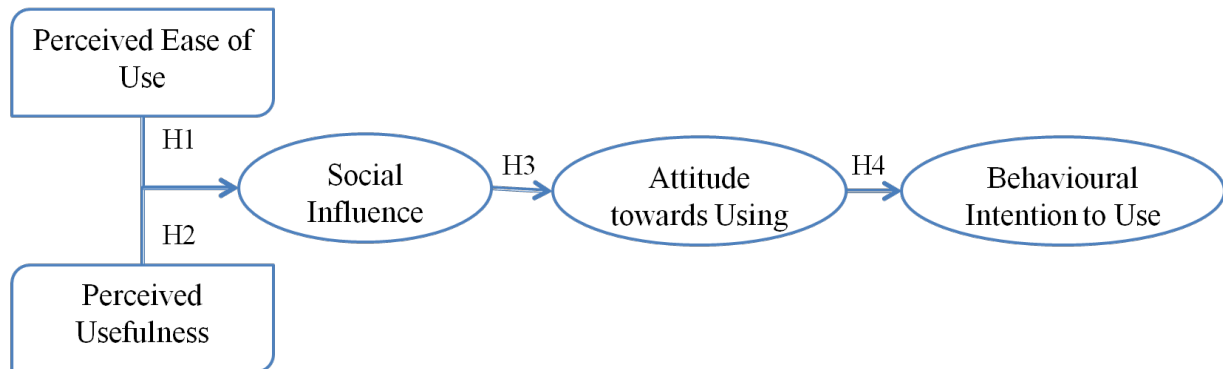 Perceived Ease of
Use
H1
Social
Influence
H3
Attitude
towards Using
H4
Behavioural
Intention to Use
H2
Perceived
Usefulness